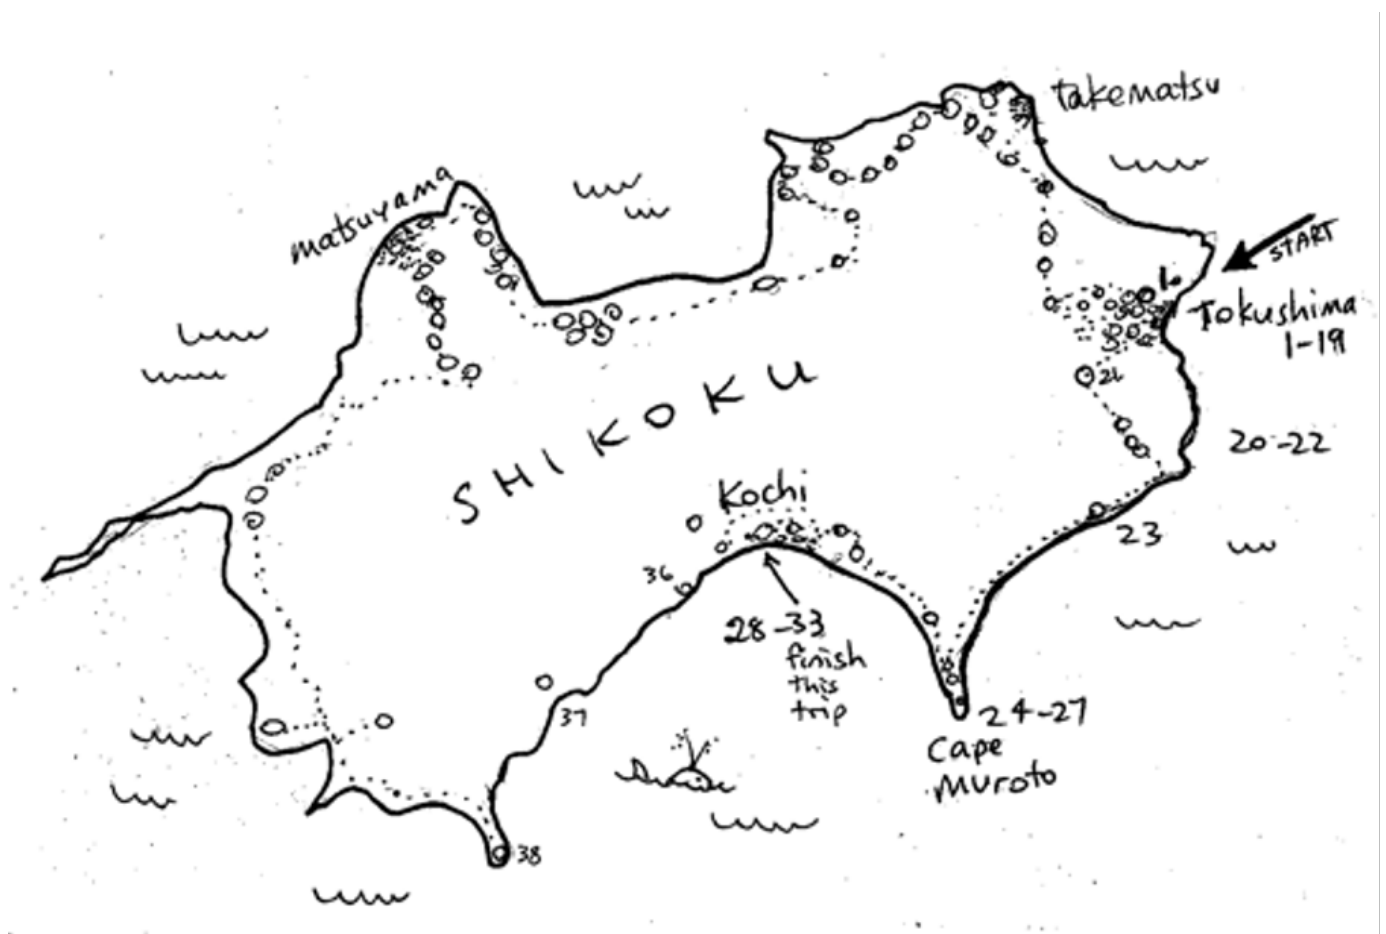 takematsu
matsuyama
START
1.
Tokushima
1-19
21
SHIKOKU
20-22
Kochi
23
36
28-33
finish
this
trip
37
24-27
Cape
Muroto
38